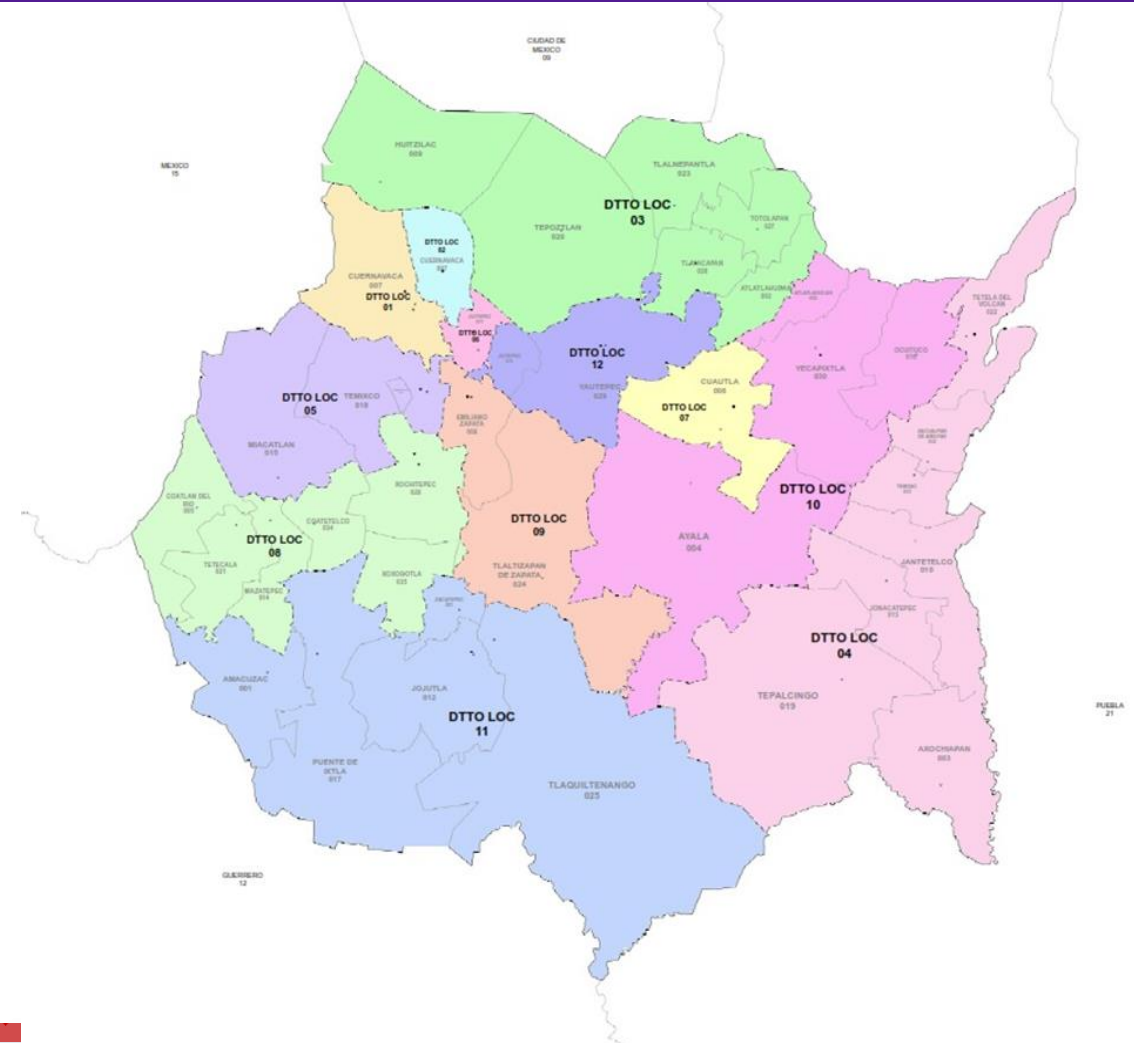 CIUDAD DE
MEXICO
09
MEXICO
15
HUITZILAC
009
TLALNEPANTLA
023
DTTO LOC
03
TEPOZTLAN
020
TOTOLAPAN
027
TLAYACAPAN
026
ATLATLAHUCAN
002
DTTO LOC
02
CUERNAVACA
007
CUERNAVACA
007
DTTO LOC
01
DTTO LOC
06
JIUTEPEC
TETELA DEL
VOLCAN
022
OCUITUCO
016
YECAPIXTLA
030
DTTO LOC
12
YAUTEPEC
029
CUAUTLA
006
DTTO LOC
07
DTTO LOC
05
TEMIXCO
018
MIACATLAN
015
EMILIANO
ZAPATA
008
DTTO LOC
10
AYALA
004
COATLAN DEL
RIO
005
XOCHITEPEC
028
COATETELCO
034
DTTO LOC
08
TETECALA
021
MAZATEPEC
014
XOXOCOTLA
035
DTTO LOC
09
TLALTIZAPAN
DE ZAPATA
024
JANTETELCO
010
JONACATEPEC
013
DTTO LOC
04
TEPALCINGO
019
AXOCHIAPAN
003
AMACUZAC
001
JOJUTLA
012
DTTO LOC
11
PUENTE DE
IXTLA
017
TLAQUILTENANGO
025
PUEBLA
21
GUERRERO
12